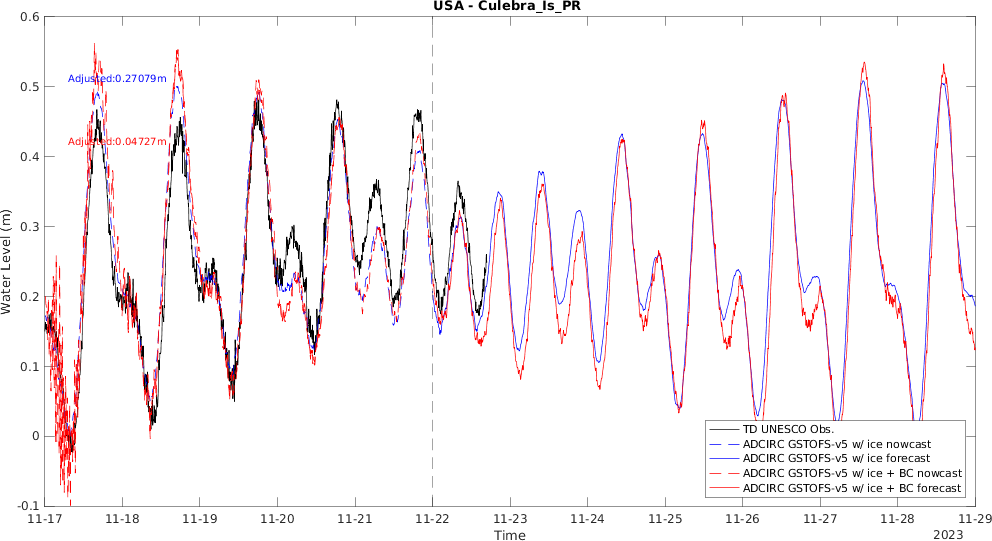 USA - Culebra_Is_PR
0.6
0.5
0.4
0.3
0.2
0.1
0
-0.1
Water Level (m)
Adjusted:0.27079m
Adjusted:0.04727m
TD UNESCO Obs.
ADCIRC GSTOFS-v5 w/ ice nowcast
ADCIRC GSTOFS-v5 w/ ice forecast
ADCIRC GSTOFS-v5 w/ ice + BC nowcast
ADCIRC GSTOFS-v5 w/ ice + BC forecast
11-17 11-18 11-19 11-20 11-21 11-22 11-23 11-24 11-25 11-26 11-27 11-28 11-29
Time
2023